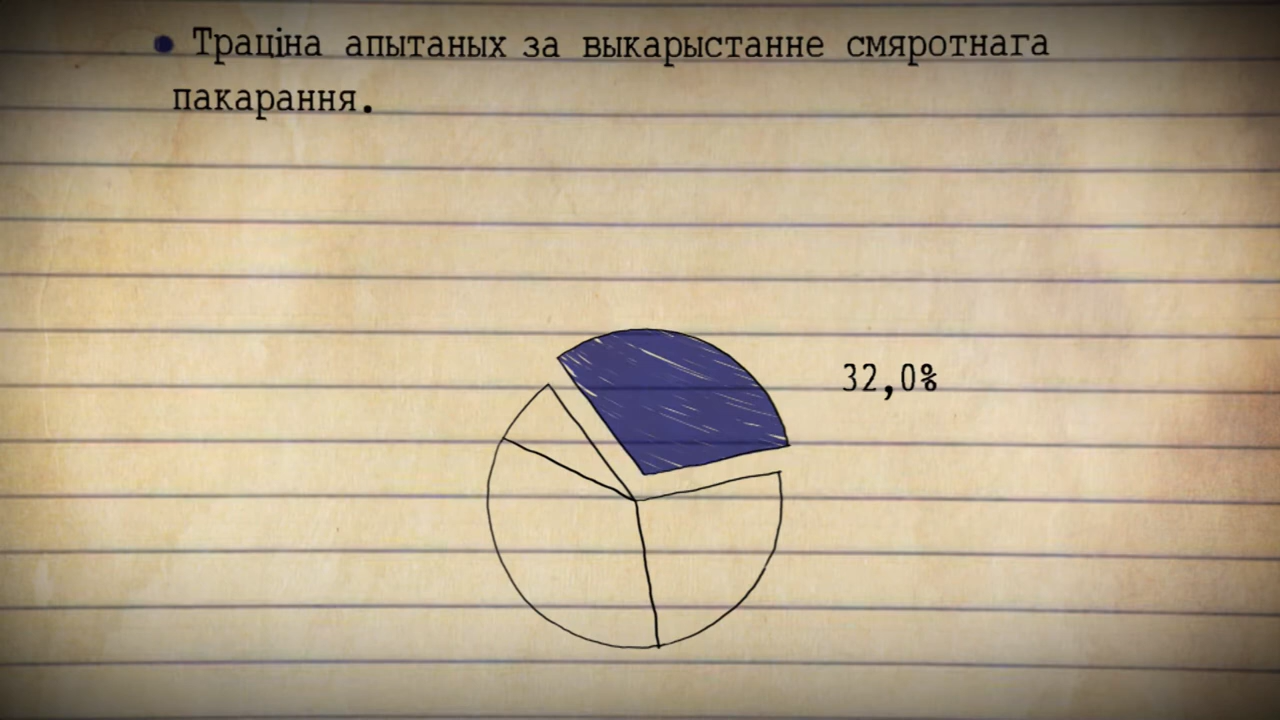 Траціна апытаных за выкарыстанне смяротнага
пакарання.
32,0%